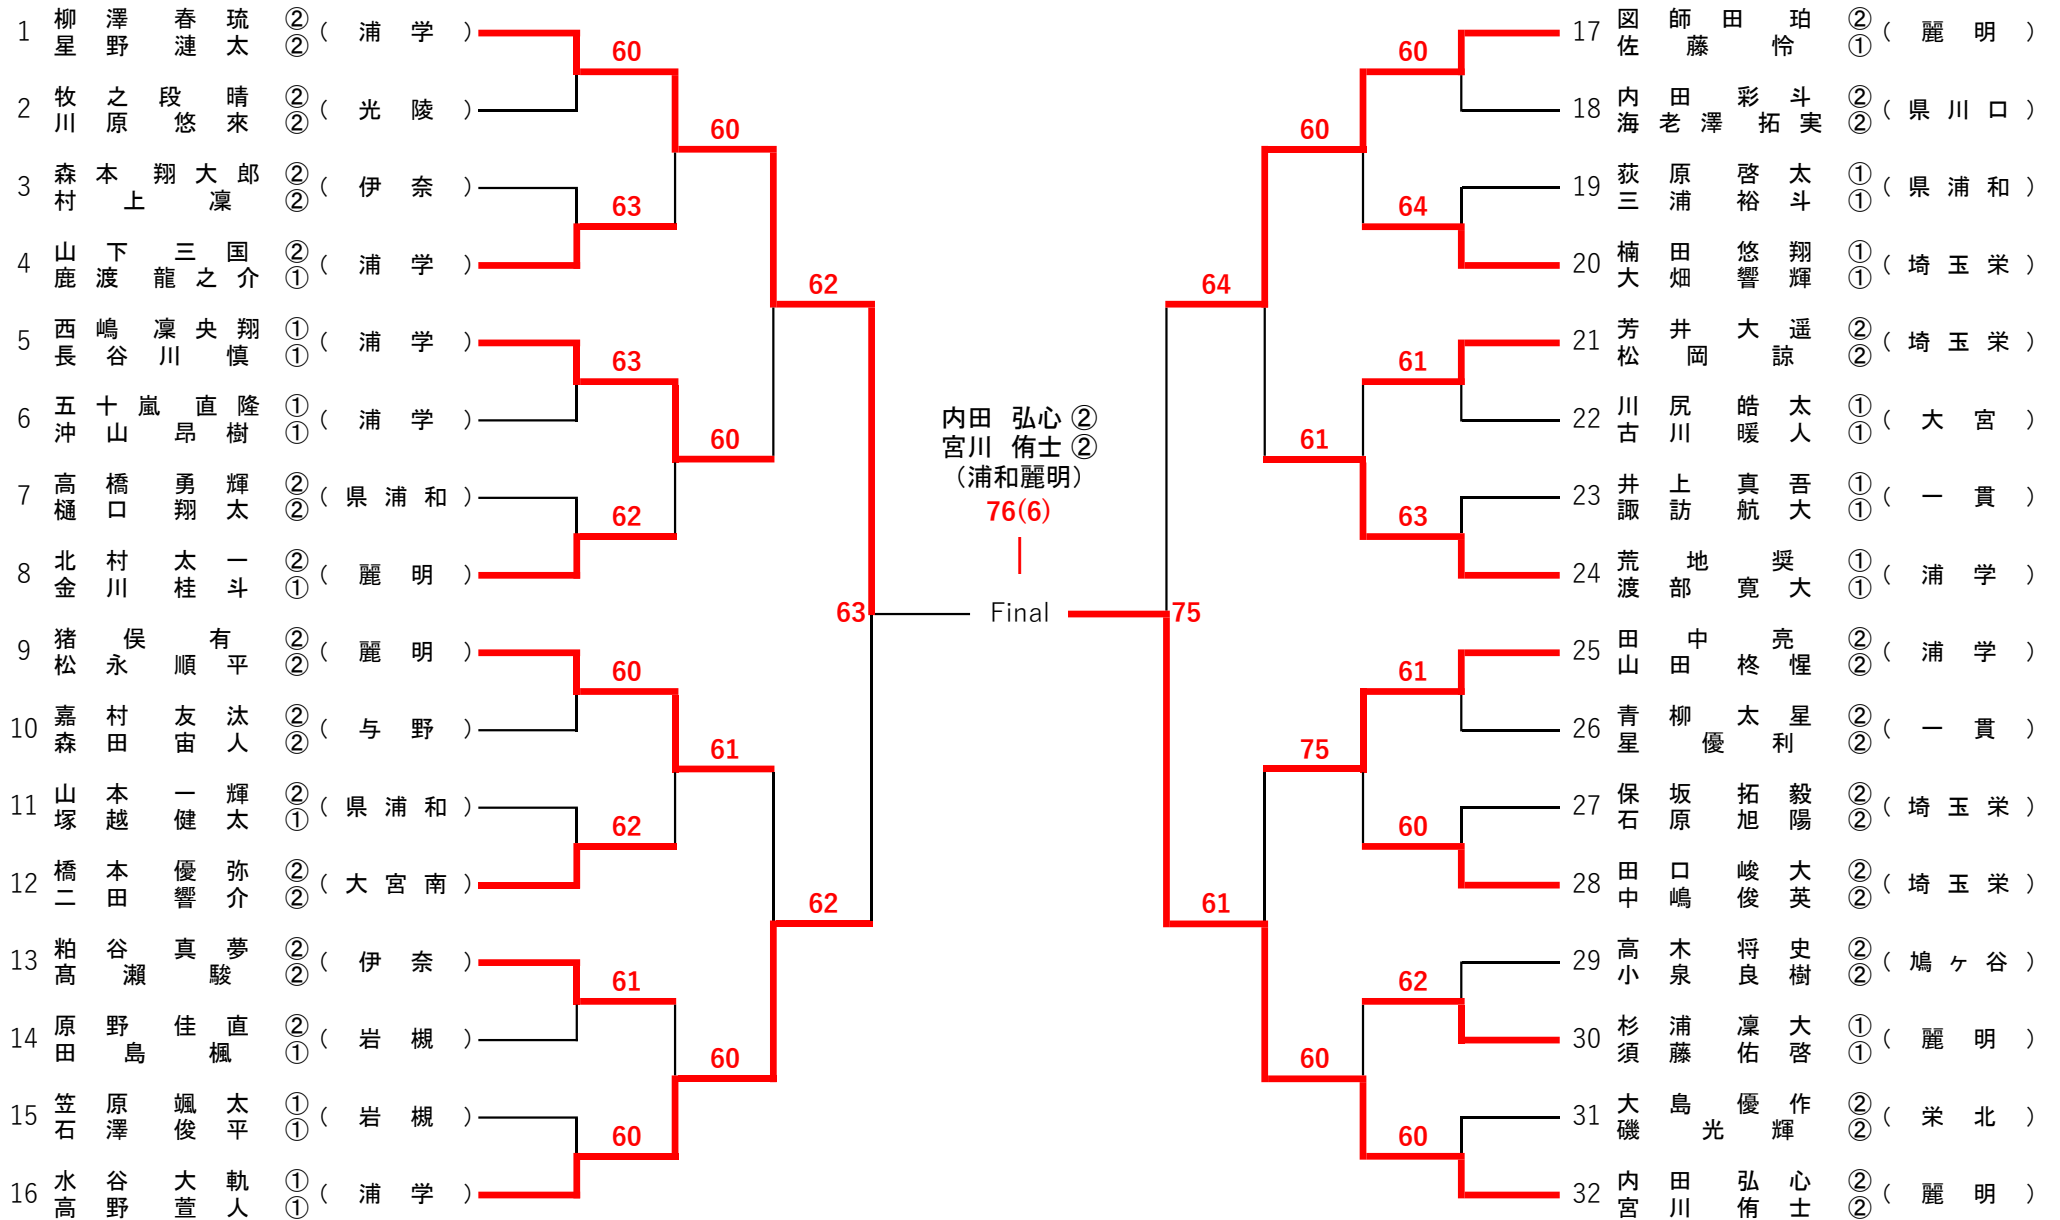 1 柳澤 春琉 ② (浦学)
星野 漣太 ②
2 牧之段 晴 ② (光陵)
川原 悠來 ②
3 森本 翔大郎 ② (伊奈)
村上 凜 ②
4 山下 三国 ② (浦学)
鹿渡 龍之介 ①
5 西嶋 凜央翔 ① (浦学)
長谷川 慎 ①
6 五十嵐 直隆 ① (浦学)
沖山 昂樹 ①
7 高橋 勇輝 ② (県浦和)
樋口 翔太 ②
8 北村 太一 ② (麗明)
金川 桂斗 ①
9 猪俣 有 ② (麗明)
松永 順平 ②
10 嘉村 友汰 ② (与野)
森田 宙人 ②
11 山本 一輝 ② (県浦和)
塚越 健太 ①
12 橋本 優弥 ② (大宮南)
二田 響介 ②
13 粕谷 真夢 ② (伊奈)
髙瀨 駿 ②
14 原野 佳直 ② (岩槻)
田島 楓 ①
15 笠原 颯太 ① (岩槻)
石澤 俊平 ①
16 水谷 大軌 ① (浦学)
高野 萱人 ①
60
63
63
62
60
62
61
60
60
60
61
60
62
62
63
内田 弘心 ②
宮川 侑士 ②
(浦和麗明)
76(6)
Final
75
64
61
60
61
75
60
60
64
61
63
61
60
62
60
17 図師田 珀 ② (麗明)
佐藤 怜 ①
18 内田 彩斗 ② (県川口)
海老澤 拓実 ②
19 荻原 啓太 ① (県浦和)
三浦 裕斗 ①
20 楠田 悠翔 ① (埼玉栄)
大畑 響輝 ①
21 芳井 大遥 ② (埼玉栄)
松岡 諒 ②
22 川尻 皓太 ① (大宮)
古川 暖人 ①
23 井上 真吾 ① (一貫)
諏訪 航大 ①
24 荒地 奨 ① (浦学)
渡部 寛大 ①
25 田中 亮 ② (浦学)
山田 柊惺 ②
26 青柳 太星 ② (一貫)
星 優利 ②
27 保坂 拓毅 ② (埼玉栄)
石原 旭陽 ②
28 田口 峻大 ② (埼玉栄)
中嶋 俊英 ②
29 高木 将史 ② (鳩ヶ谷)
小泉 良樹 ②
30 杉浦 凜大 ① (麗明)
須藤 佑啓 ①
31 大島 優作 ② (栄北)
磯 光輝 ②
32 内田 弘心 ② (麗明)
宮川 侑士 ②